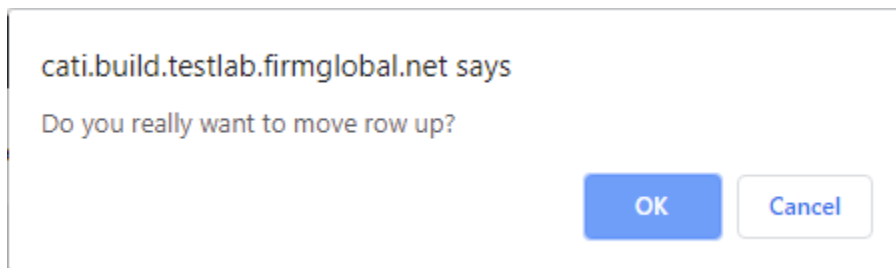 cati.build.testlab.firmglobal.net says
Do you really want to move row up?
OK Cancel